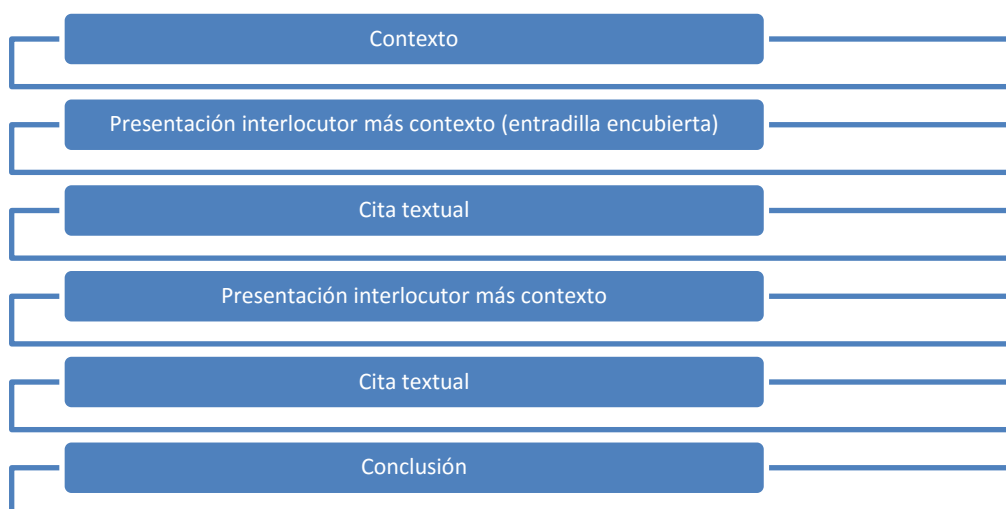 Contexto
Presentación interlocutor más contexto (entradilla encubierta)
Cita textual
Presentación interlocutor más contexto
Cita textual
Conclusión